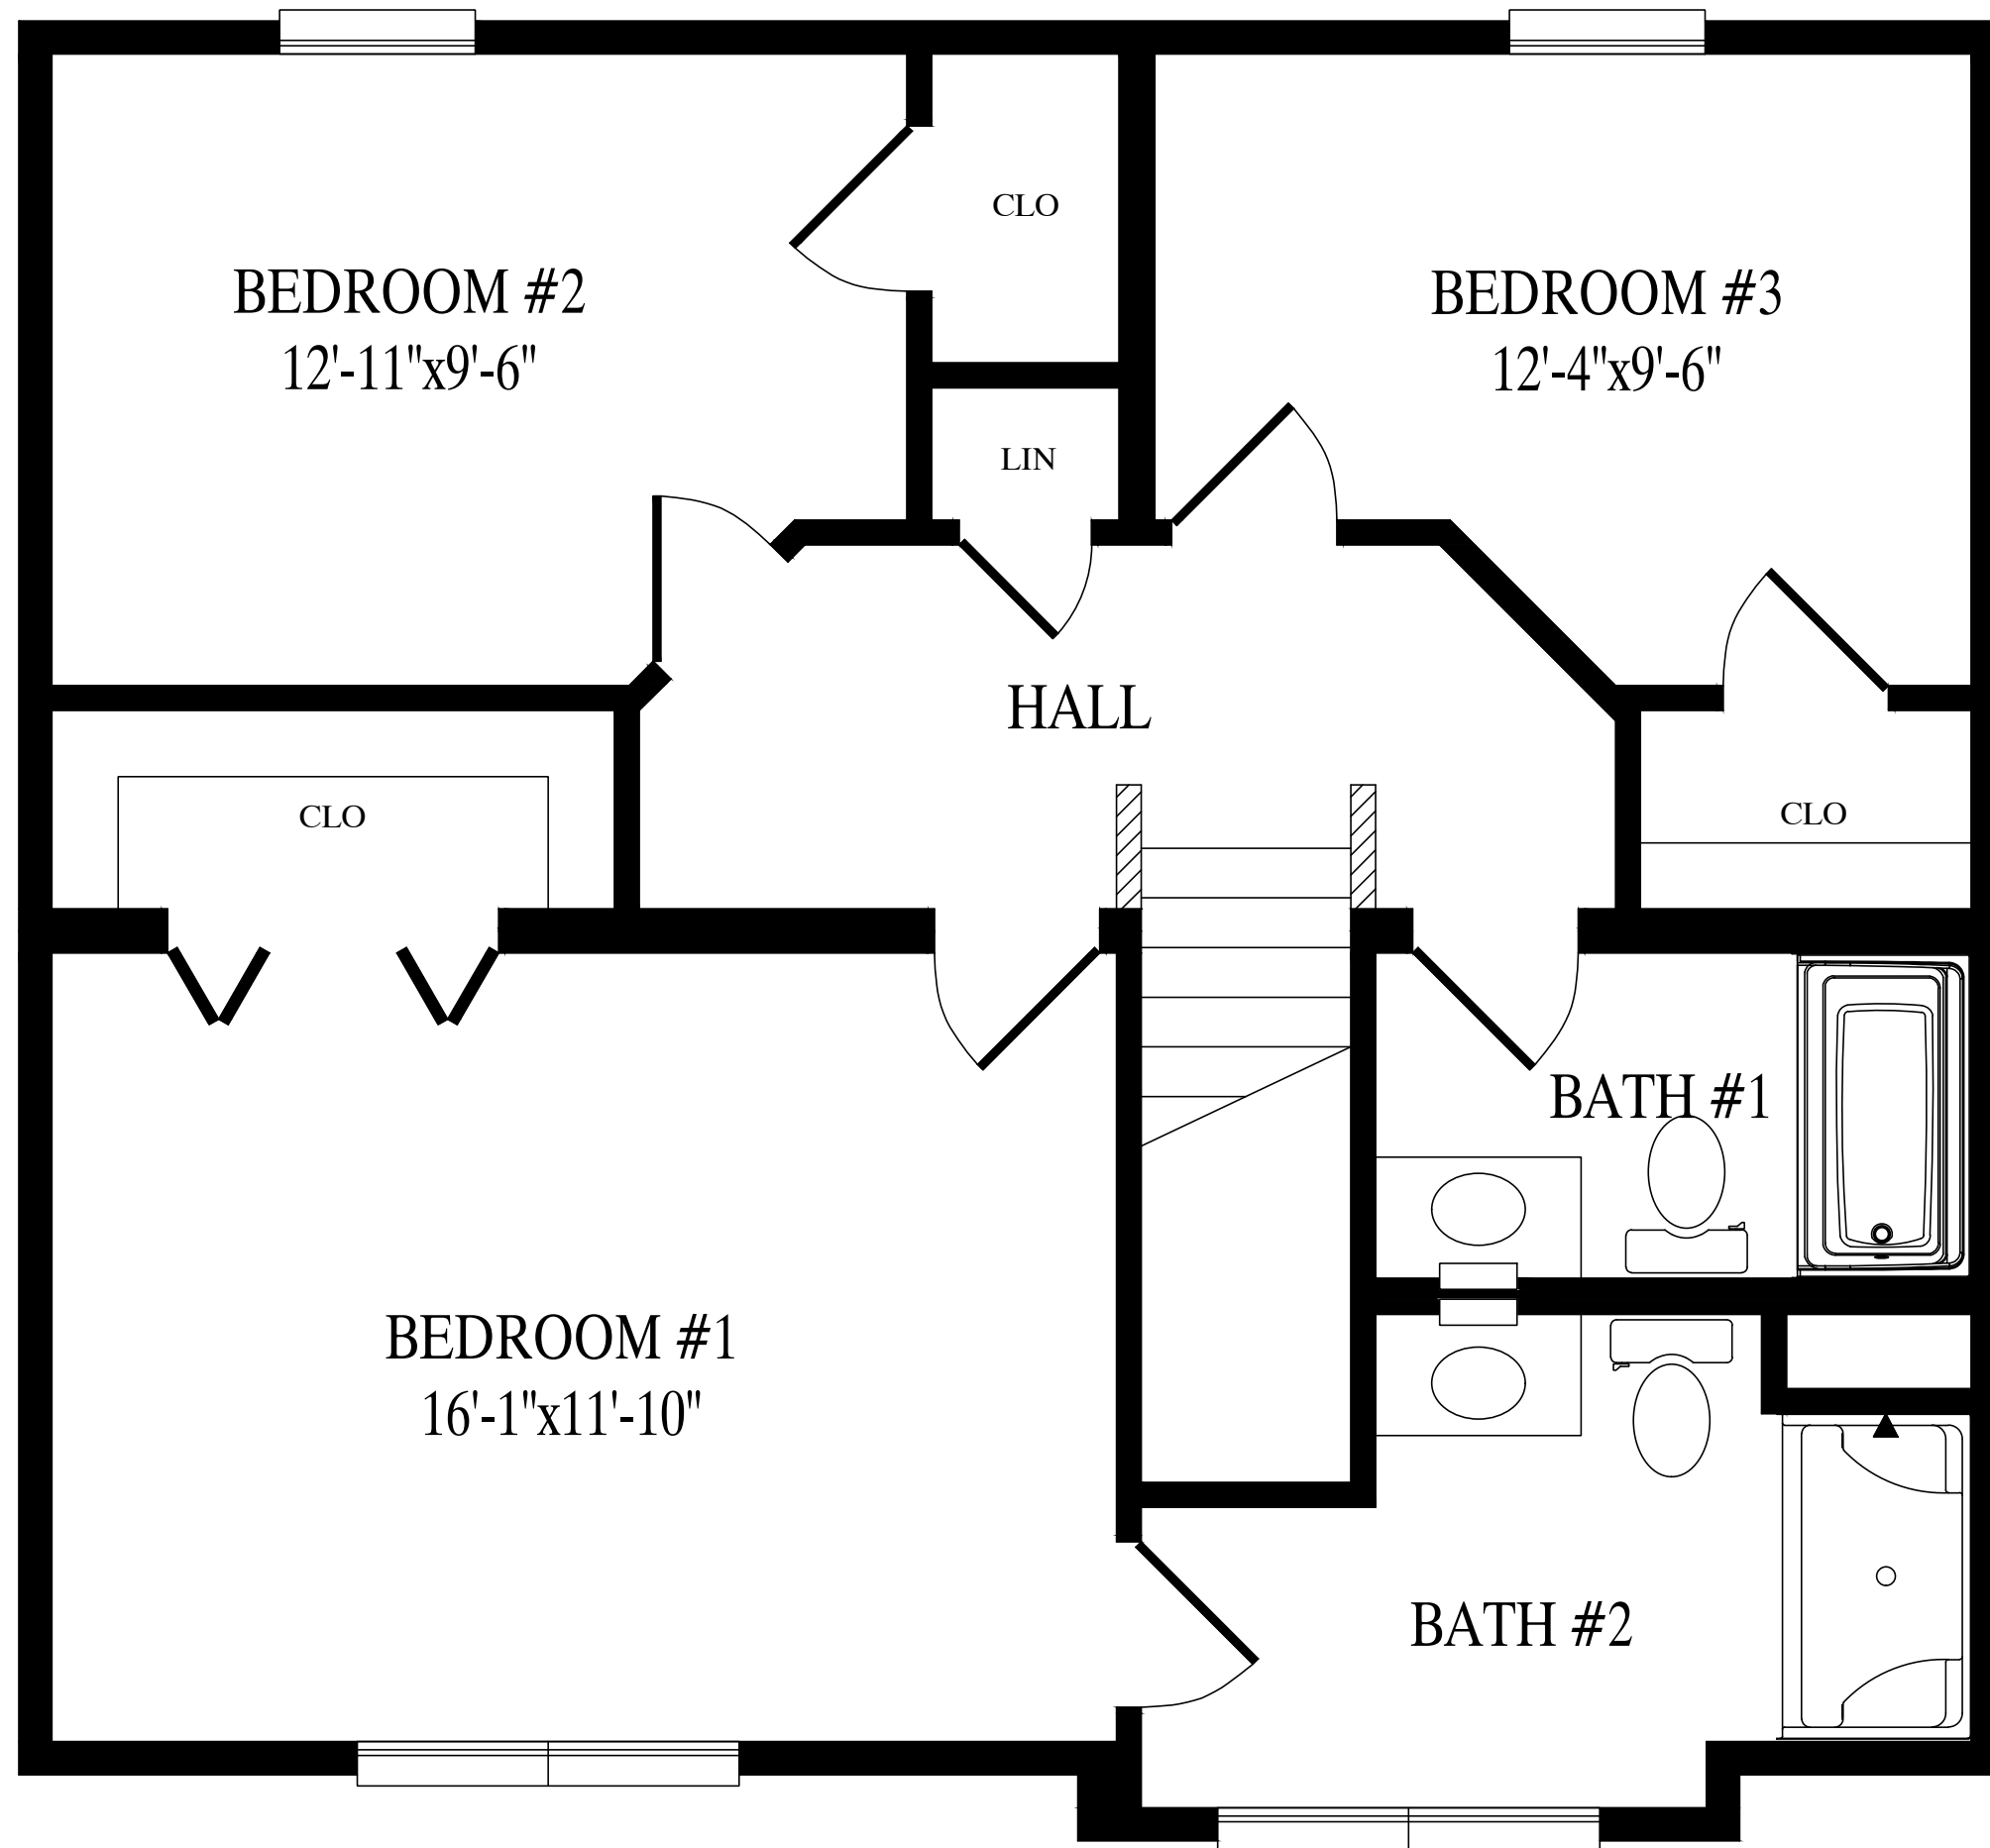 CLO
BEDROOM #2
12'-11"x9'-6"
BEDROOM #3
12'-4"x9'-6"
LIN
HALL
CLO
CLO
BATH #1
BEDROOM #1
16'-1"x11'-10"
BATH #2